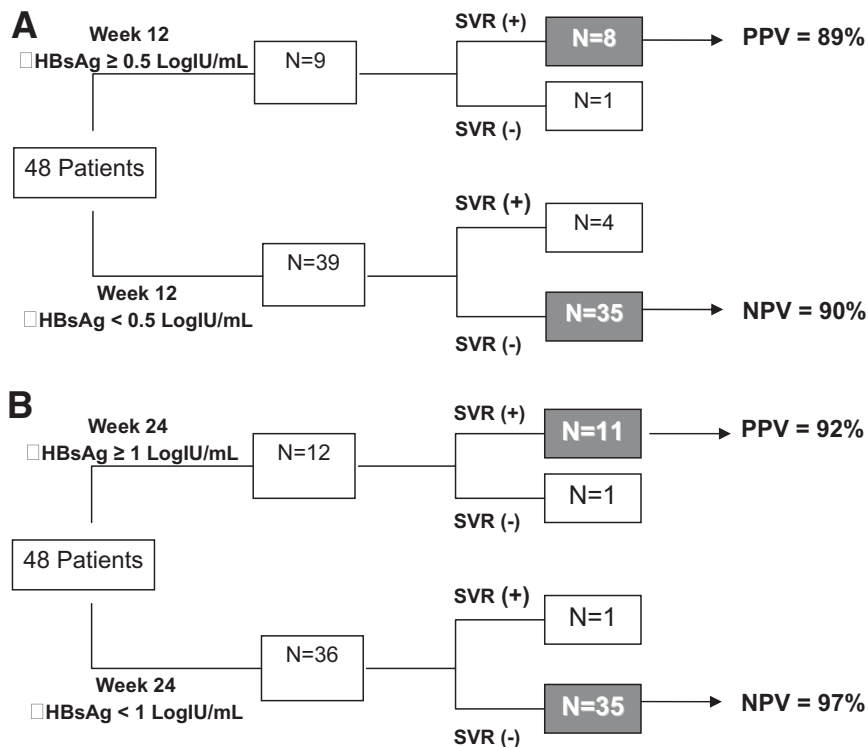 A
Week 12
□HBsAg ≥ 0.5 LogIU/mL
N=9
SVR (+)
N=8
PPV = 89%
N=1
SVR (-)
48 Patients
SVR (+)
N=4
N=39
Week 12
□HBsAg < 0.5 LogIU/mL
N=35
NPV = 90%
SVR (-)
B
Week 24
□HBsAg ≥ 1 LogIU/mL
N=12
SVR (+)
N=11
PPV = 92%
N=1
SVR (-)
48 Patients
SVR (+)
N=1
N=36
Week 24
□HBsAg < 1 LogIU/mL
N=35
NPV = 97%
SVR (-)